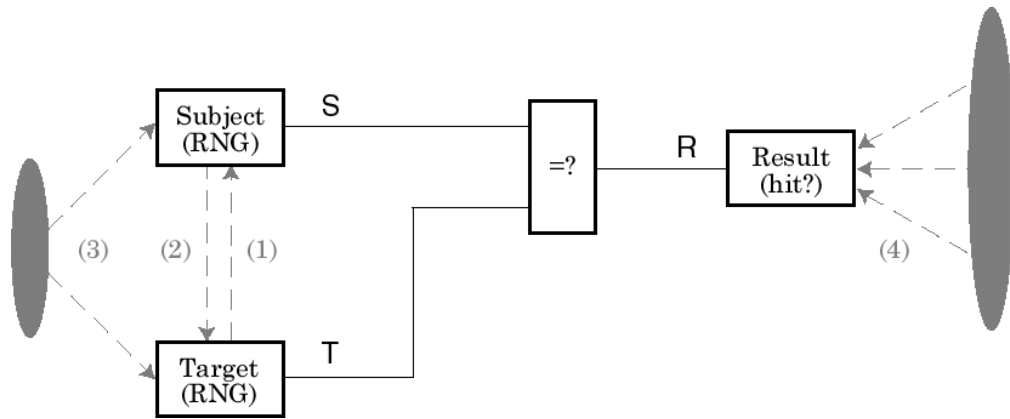 Subject
(RNG)
S
=?
R
Result
(hit?)
(3)
(2)
(1)
(4)
Target
(RNG)
T